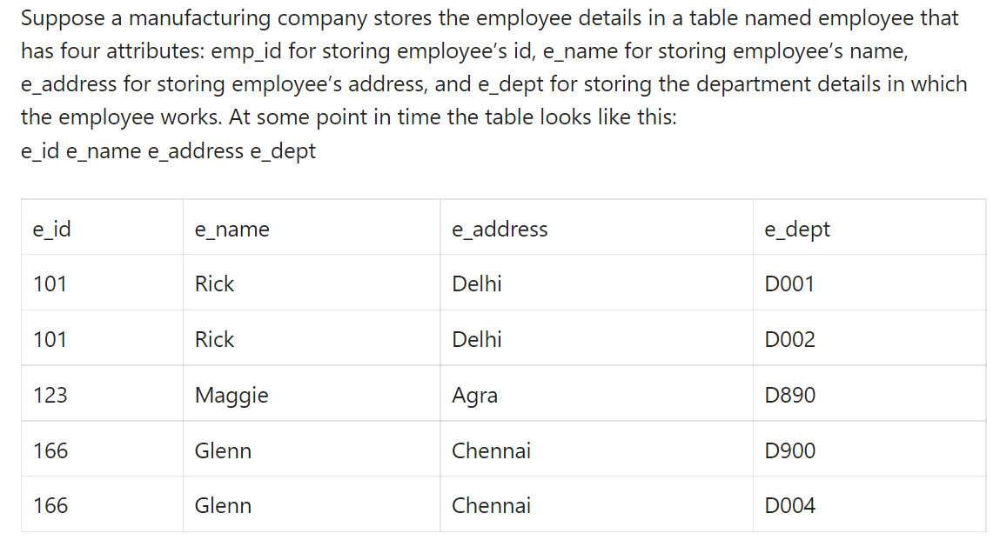 Suppose a manufacturing company stores the employee details in a table named employee that
has four attributes: emp_id for storing employee’s id, e_name for storing employee’s name,
e_address for storing employee’s address, and e_dept for storing the department details in which
the employee works. At some point in time the table looks like this:
e_id e_name e_address e_dept
e_id e_name e_address e_dept
101 Rick Delhi D001
101 Rick Delhi D002
123 Maggie Agra D890
166 Glenn Chennai D900
166 Glenn Chennai D004